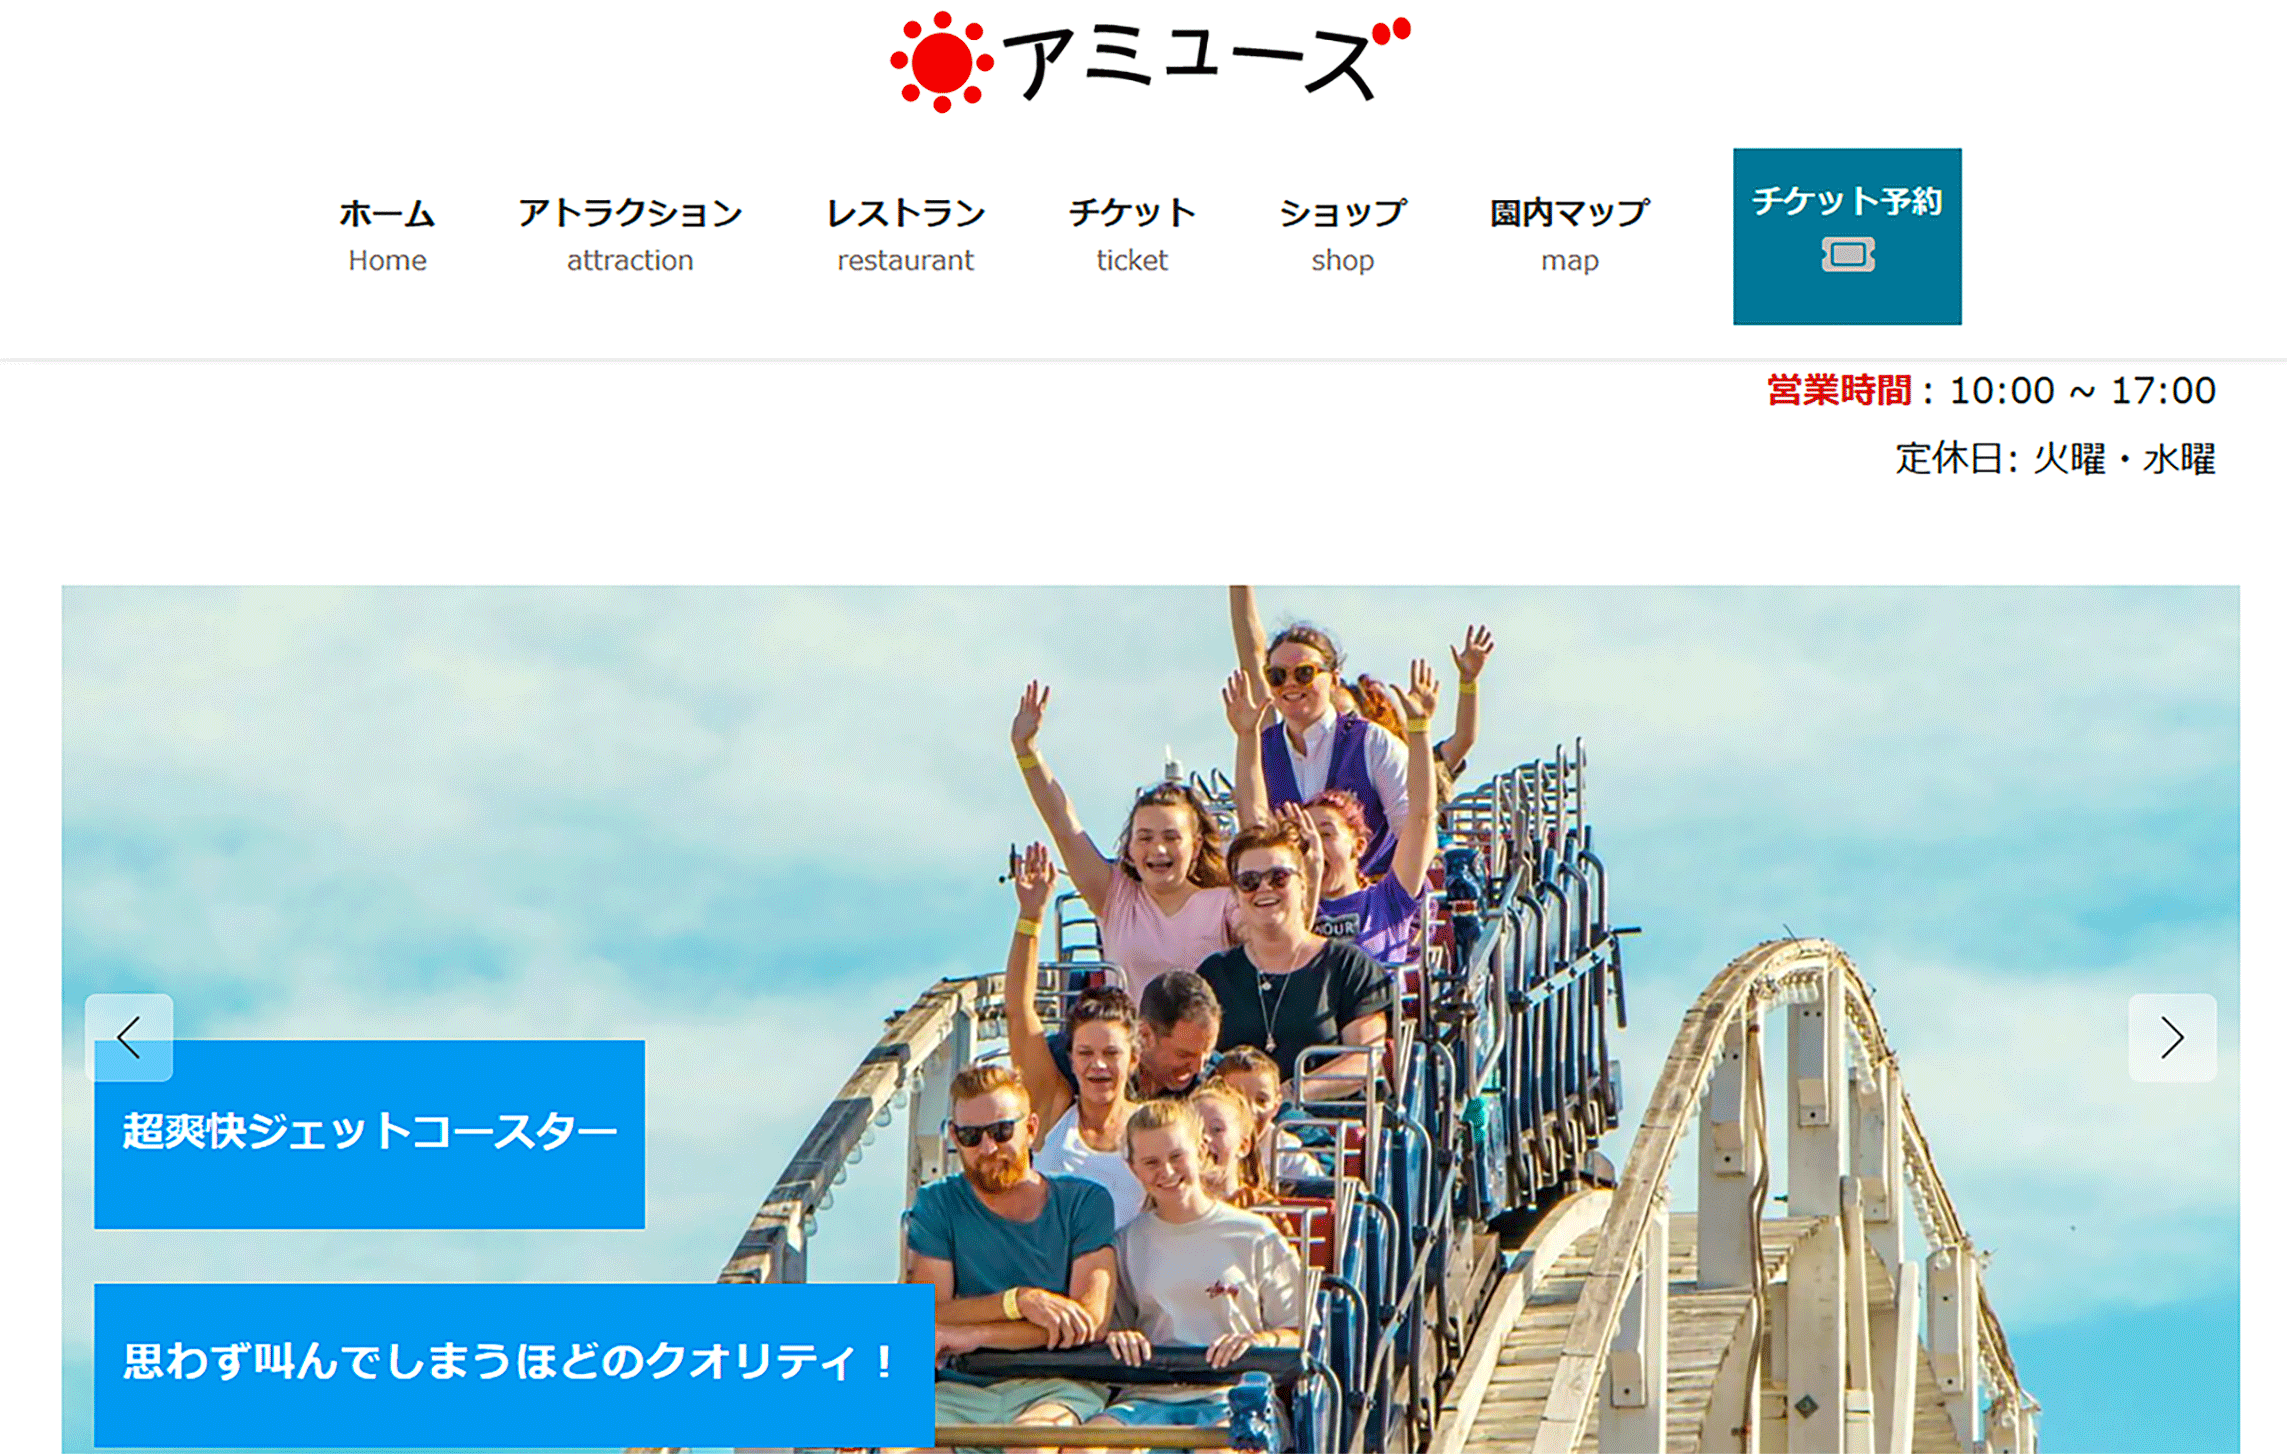 アミューズ
ホーム アトラクション レストラン チケット ショップ 園内マップ チケット予約
Home attraction restaurant ticket shop map
営業時間 : 10:00 ~ 17:00
定休日: 火曜・水曜
超爽快ジェットコースター
思わず叫んでしまうほどのクオリティ！